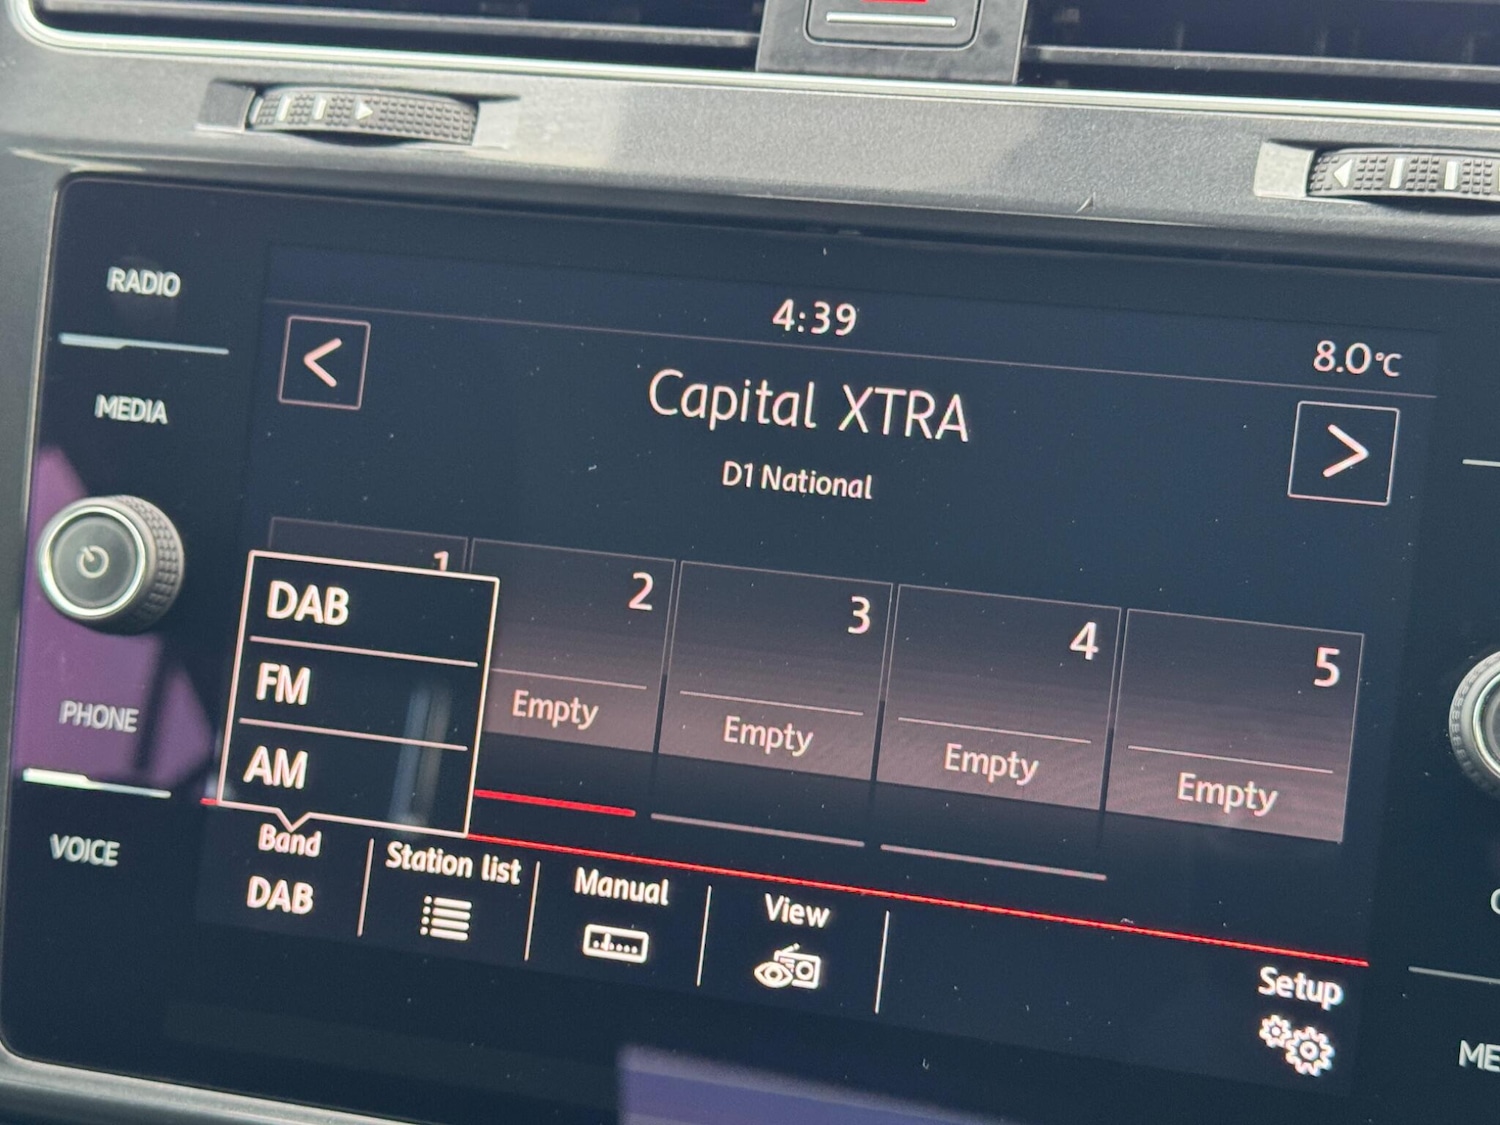 RADIO
MEDIA
PHONE
VOICE
4:39
8.0°C
<
Capital XTRA
>
D1 National
1
2
3
4
5
Empty
Empty
Empty
Empty
DAB
FM
AM
Band
DAB
Station list
Manual
View
Setup